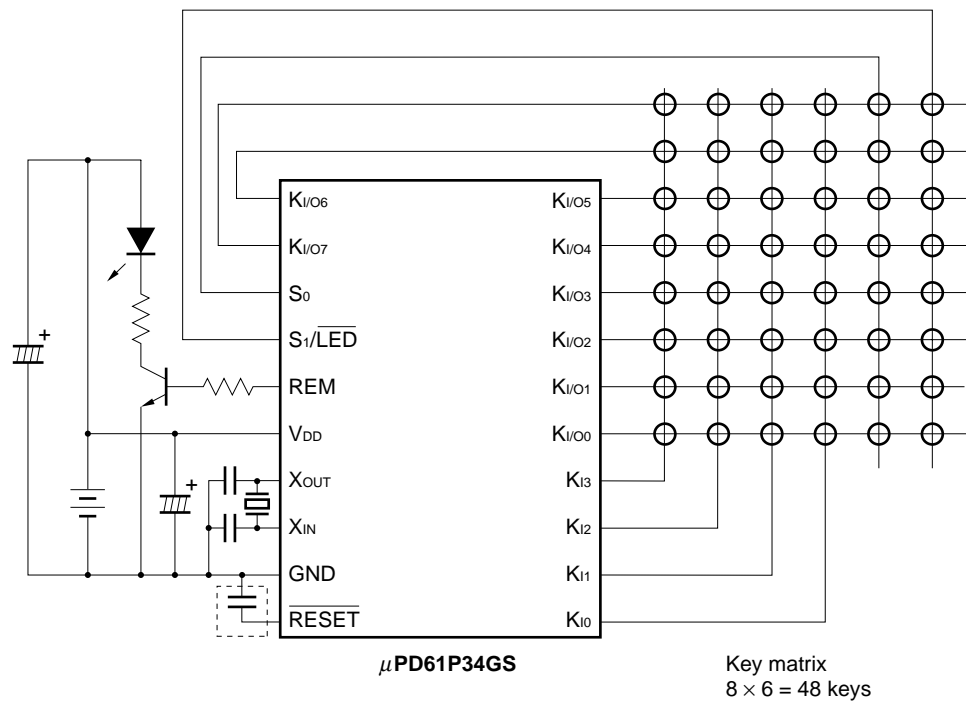 KI/O6
KI/O7
S0
S1/LED
REM
VDD
XOUT
XIN
GND
RESET
KI/O5
KI/O4
KI/O3
KI/O2
KI/O1
KI/O0
KI3
KI2
KI1
KI0
+
+
μPD61P34GS
Key matrix
8 × 6 = 48 keys